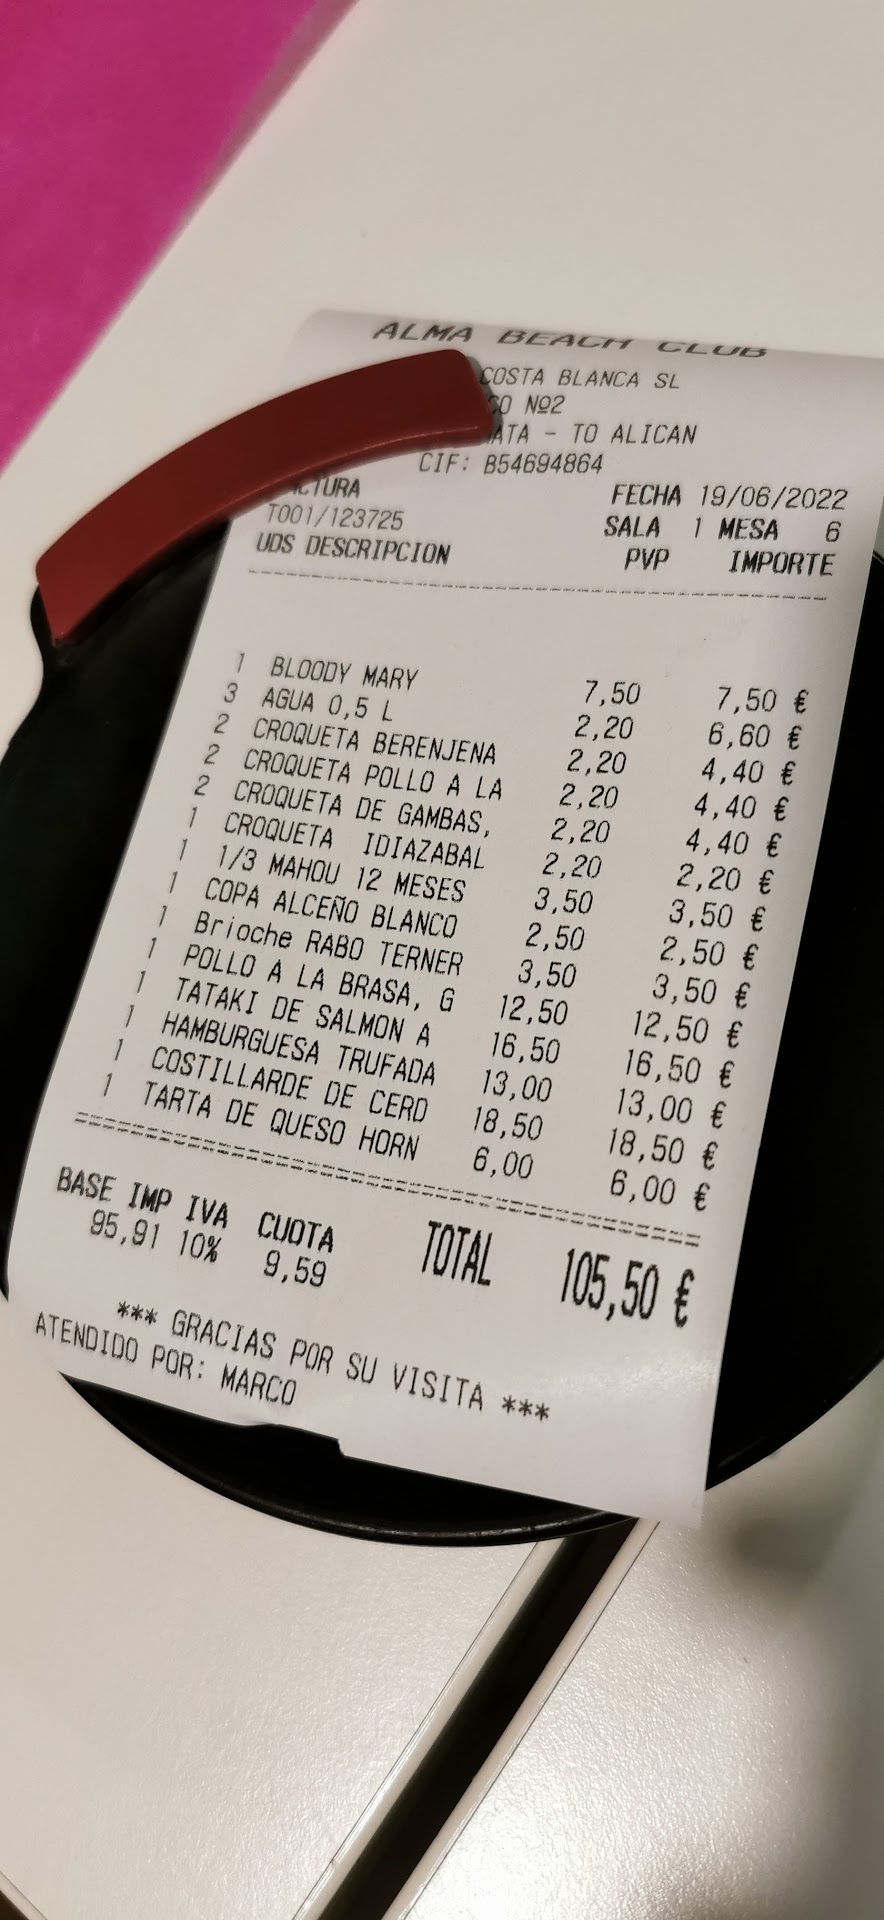 ALMA BEACH CLUB
COSTA BLANCA SL
CO Nº2
ATA - TO ALICAN
CIF: B54694864
FACTURA FECHA 19/06/2022
T001/123725 SALA 1 MESA 6
UDS DESCRIPCION PVP IMPORTE
1 BLOODY MARY 7,50 7,50 €
3 AGUA 0,5 L 2,20 6,60 €
2 CROQUETA BERENJENA 2,20 4,40 €
2 CROQUETA POLLO A LA 2,20 4,40 €
2 CROQUETA DE GAMBAS, 2,20 4,40 €
1 CROQUETA IDIAZABAL 2,20 2,20 €
1 1/3 MAHOU 12 MESES 3,50 3,50 €
1 COPA ALCEÑO BLANCO 2,50 2,50 €
1 Brioche RABO TERNER 3,50 3,50 €
1 POLLO A LA BRASA, G 12,50 12,50 €
1 TATAKI DE SALMON A 16,50 16,50 €
1 HAMBURGUESA TRUFADA 13,00 13,00 €
1 COSTILLARDE DE CERD 18,50 18,50 €
1 TARTA DE QUESO HORN 6,00 6,00 €
BASE IMP IVA CUOTA TOTAL 105,50 €
95,91 10% 9,59
*** GRACIAS POR SU VISITA ***
ATENDIDO POR: MARCO